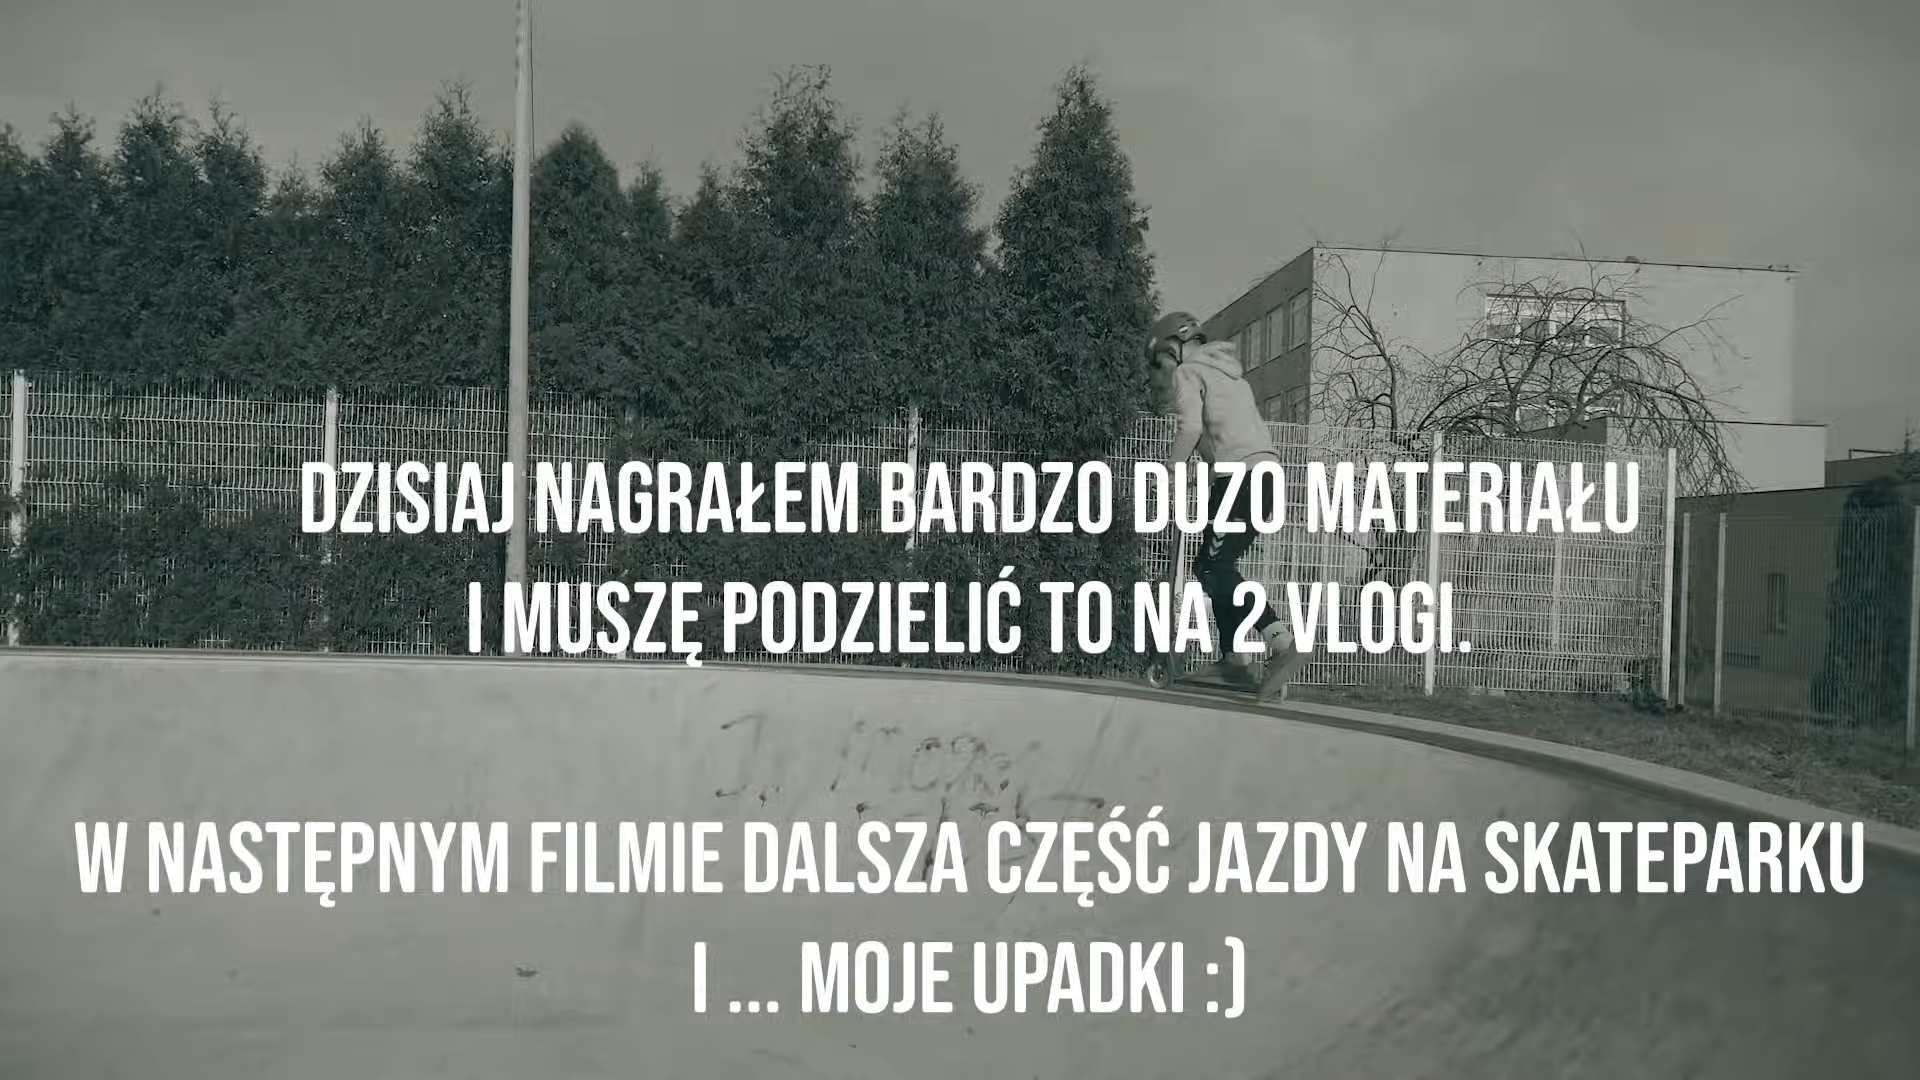 DZISIAJ NAGRAŁEM BARDZO DUZO MATERIAŁU
I MUSZĘ PODZIELIĆ TO NA 2 VLOGI.
W NASTĘPNYM FILMIE DALSZA CZĘŚĆ JAZDY NA SKATEPARKU
I ... MOJE UPADKI :)